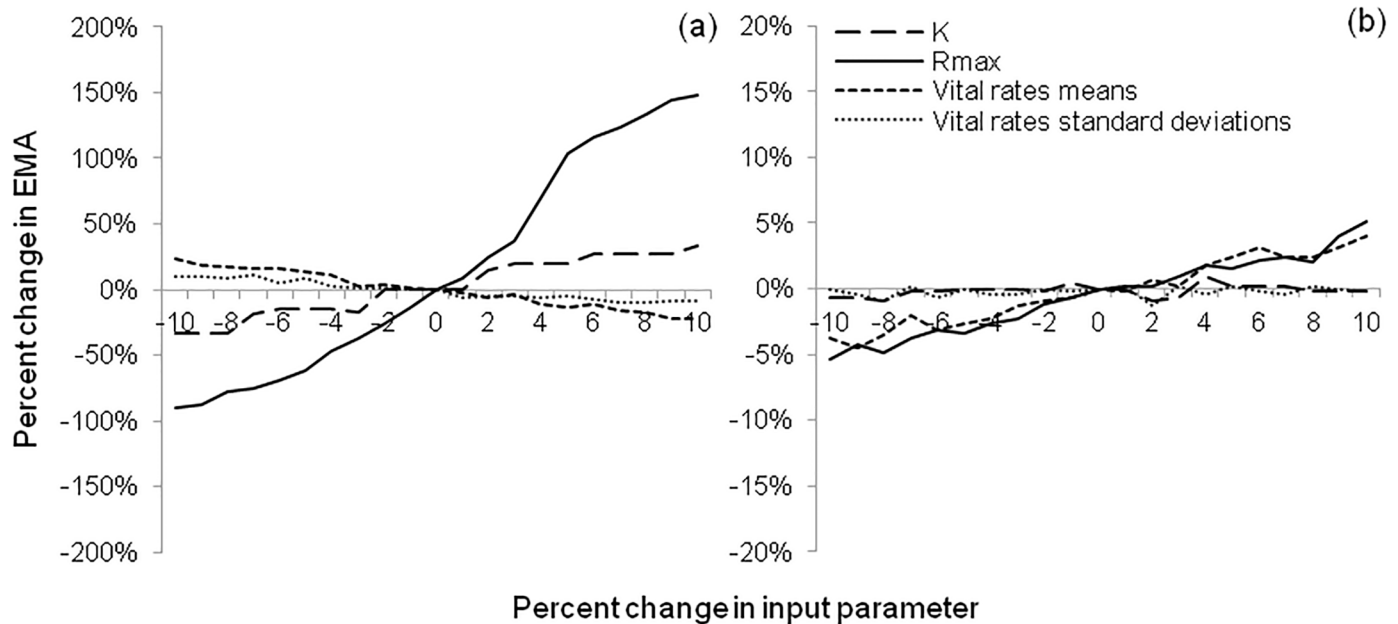 Percent change in EMA
200%
150%
100%
50%
0%
-50%
-100%
-150%
-200%
-10 -8 -6 -4 -2 0 2 4 6 8 10
(a)
20%
15%
10%
5%
0%
-5%
-10%
-15%
-20%
-10 -8 -6 -4 -2 0 2 4 6 8 10
(b)
K
Rmax
Vital rates means
Vital rates standard deviations
Percent change in input parameter